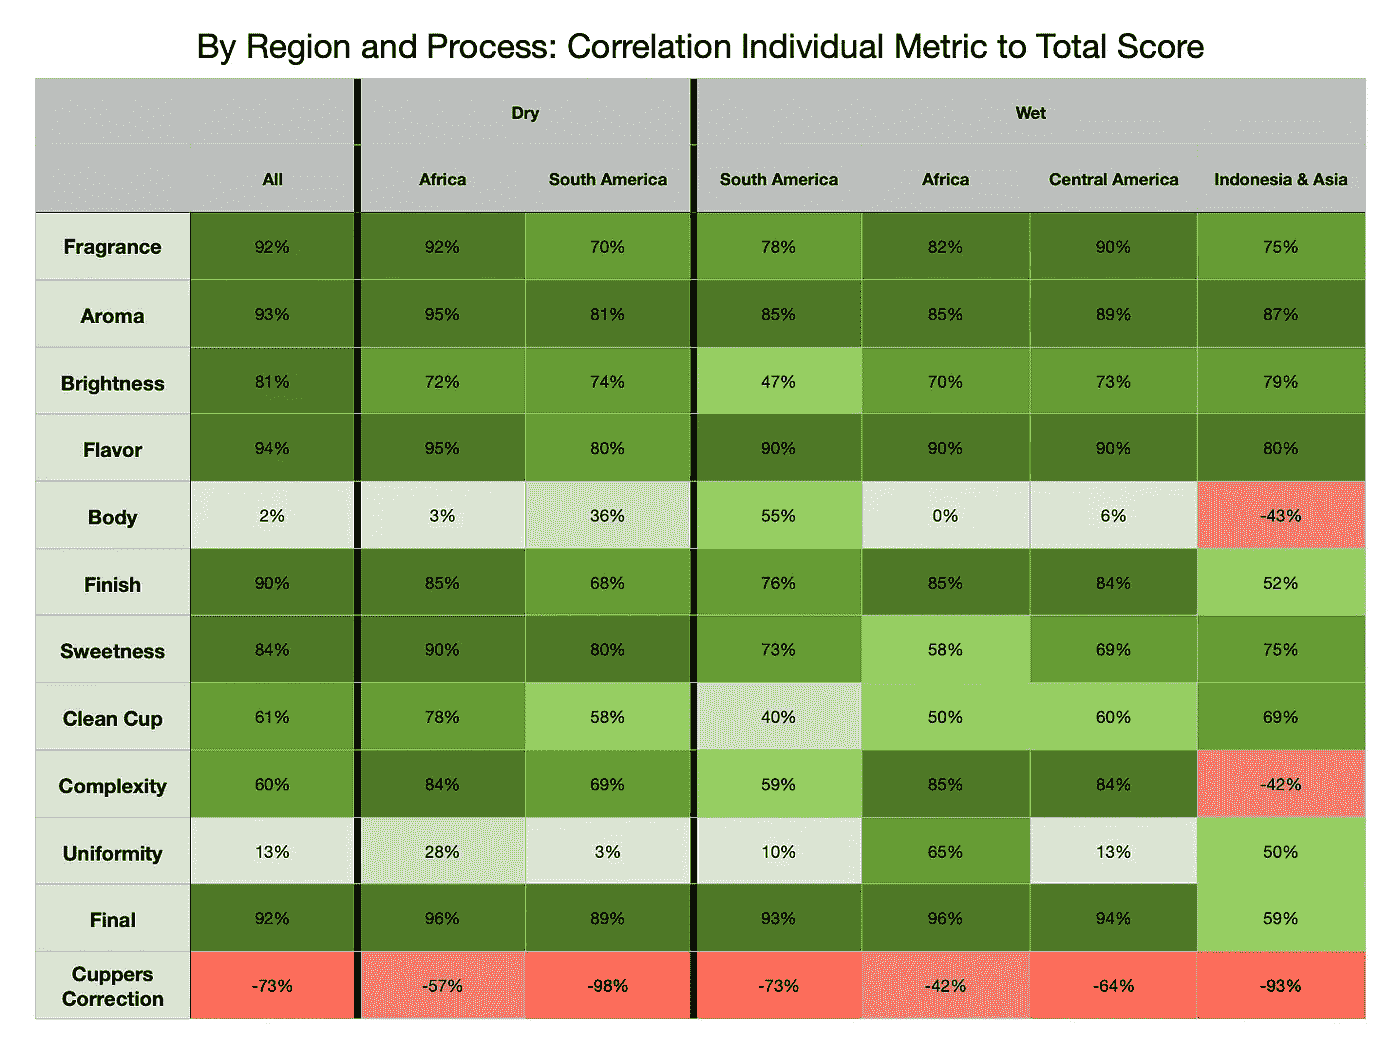 By Region and Process: Correlation Individual Metric to Total Score
Dry Wet
All Africa South America South America Africa Central America Indonesia & Asia
Fragrance 92% 92% 70% 78% 82% 90% 75%
Aroma 93% 95% 81% 85% 85% 89% 87%
Brightness 81% 72% 74% 47% 70% 73% 79%
Flavor 94% 95% 80% 90% 90% 90% 80%
Body 2% 3% 36% 55% 0% 6% -43%
Finish 90% 85% 68% 76% 85% 84% 52%
Sweetness 84% 90% 80% 73% 58% 69% 75%
Clean Cup 61% 78% 58% 40% 50% 60% 69%
Complexity 60% 84% 69% 59% 85% 84% -42%
Uniformity 13% 28% 3% 10% 65% 13% 50%
Final 92% 96% 89% 93% 96% 94% 59%
Cuppers
Correction -73% -57% -98% -73% -42% -64% -93%